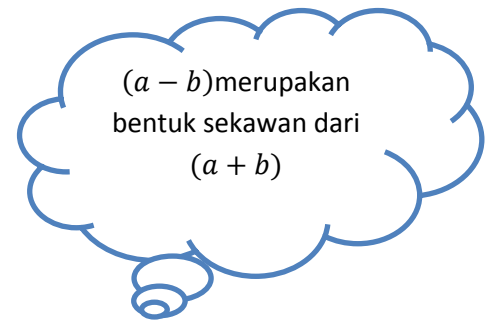 (𝑎 − 𝑏)merupakan
bentuk sekawan dari
(𝑎 + 𝑏)